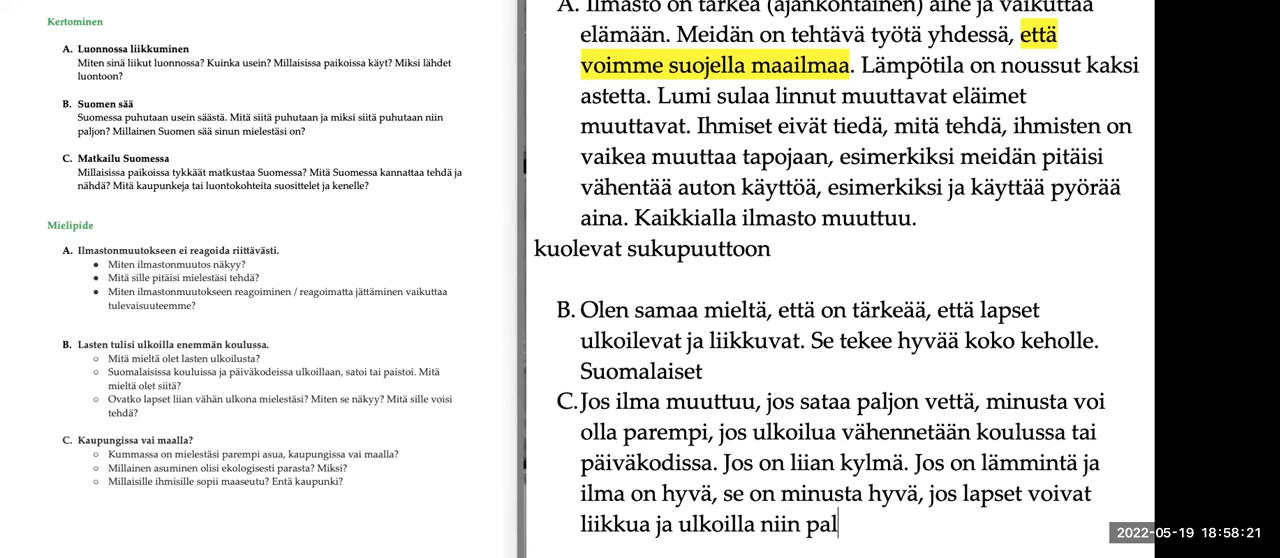 Kertominen
A. Luonnossa liikkuminen
Miten sinä liikut luonnossa? Kuinka usein? Millaisissa paikoissa käyt? Miksi lähdet
luontoon?
B. Suomen sää
Suomessa puhutaan usein säästä. Mitä siitä puhutaan ja miksi siitä puhutaan niin
paljon? Millainen Suomen sää sinun mielestäsi on?
C. Matkailu Suomessa
Millaisissa paikoissa tykkäät matkustaa Suomessa? Mitä Suomessa kannattaa tehdä ja
nähdä? Mitä kaupunkeja tai luontokohteita suosittelet ja kenelle?
Mielipide
A. Ilmastonmuutokseen ei reagoida riittävästi.
● Miten ilmastonmuutos näkyy?
● Mitä sille pitäisi mielestäsi tehdä?
● Miten ilmastonmuutokseen reagoiminen / reagoimatta jättäminen vaikuttaa
tulevaisuuteemme?
B. Lasten tulisi ulkoilla enemmän koulussa.
○ Mitä mieltä olet lasten ulkoilusta?
○ Suomalaisissa kouluissa ja päiväkodeissa ulkoillaan, satoi tai paistoi. Mitä
mieltä olet siitä?
○ Ovatko lapset liian vähän ulkona mielestäsi? Miten se näkyy? Mitä sille voisi
tehdä?
C. Kaupungissa vai maalla?
○ Kummassa on mielestäsi parempi asua, kaupungissa vai maalla?
○ Millainen asuminen olisi ekologisesti parasta? Miksi?
○ Millaisille ihmisille sopii maaseutu? Entä kaupunki?
A. Ilmasto on tärkeä (ajankohtainen) aihe ja vaikuttaa
elämään. Meidän on tehtävä työtä yhdessä, että
voimme suojella maailmaa. Lämpötila on noussut kaksi
astetta. Lumi sulaa linnut muuttavat eläimet
muuttavat. Ihmiset eivät tiedä, mitä tehdä, ihmisten on
vaikea muuttaa tapojaan, esimerkiksi meidän pitäisi
vähentää auton käyttöä, esimerkiksi ja käyttää pyörää
aina. Kaikkialla ilmasto muuttuu.
kuolevat sukupuuttoon
B. Olen samaa mieltä, että on tärkeää, että lapset
ulkoilevat ja liikkuvat. Se tekee hyvää koko keholle.
Suomalaiset
C. Jos ilma muuttuu, jos sataa paljon vettä, minusta voi
olla parempi, jos ulkoilua vähennetään koulussa tai
päiväkodissa. Jos on liian kylmä. Jos on lämmintä ja
ilma on hyvä, se on minusta hyvä, jos lapset voivat
liikkua ja ulkoilla niin pal
2022-05-19 18:58:21